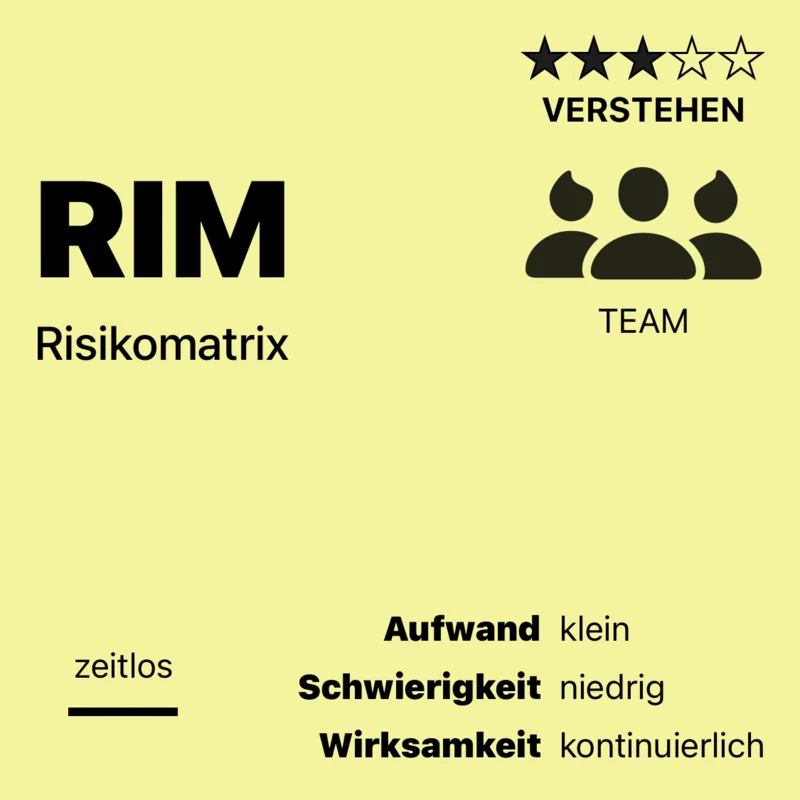 ★★★☆☆
VERSTEHEN
RIM
Risikomatrix
TEAM
zeitlos
Aufwand klein
Schwierigkeit niedrig
Wirksamkeit kontinuierlich